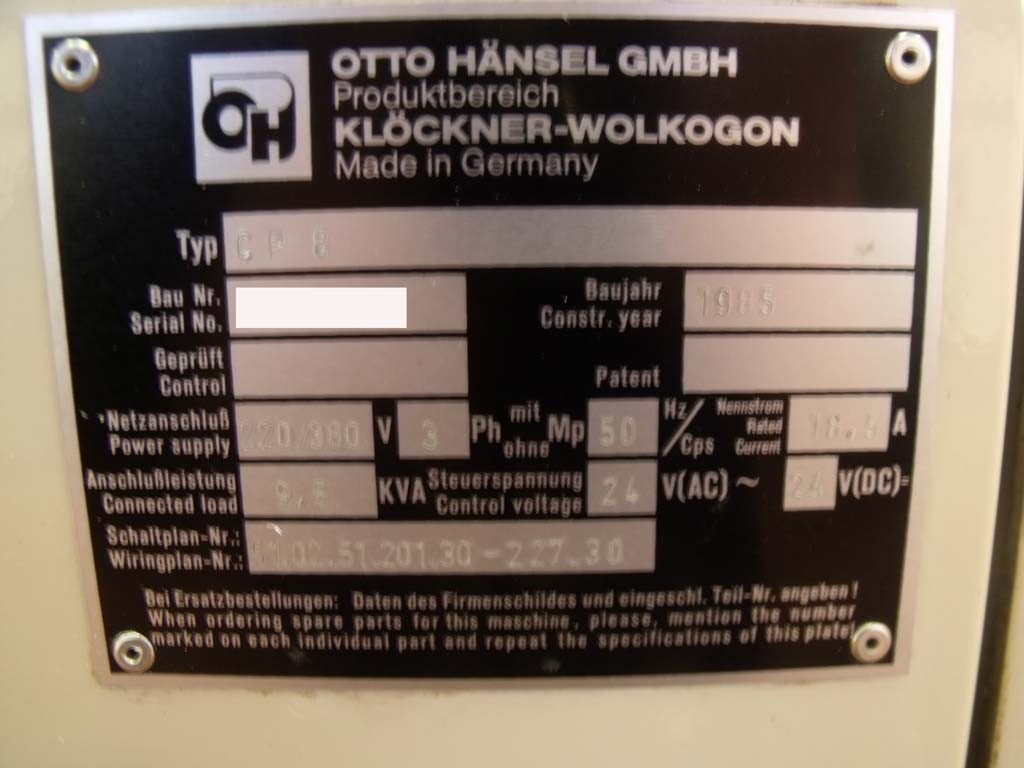 OH
OTTO HÄNSEL GMBH
Produktbereich
KLÖCKNER-WOLKOGON
Made in Germany
Typ CP 8
Bau Nr.
Serial No.
Baujahr 1985
Constr. year
Geprüft
Control
Patent
Netzanschluß
Power supply
220/380 V 3 Ph mit
ohne Mp 50 Hz/Cps
Nennstrom
Rated
Current
A
Anschlußleistung
Connected load
KVA
Steuerspannung
Control voltage
24 V(AC) ~ 24 V(DC)=
Schaltplan-Nr.:
Wiringplan-Nr.:
Bei Ersatzbestellungen: Daten des Firmenschildes und eingeschl. Teil-Nr. angeben!
When ordering spare parts for this maschine, please, mention the number
marked on each individual part and repeat the specifications of this plate!